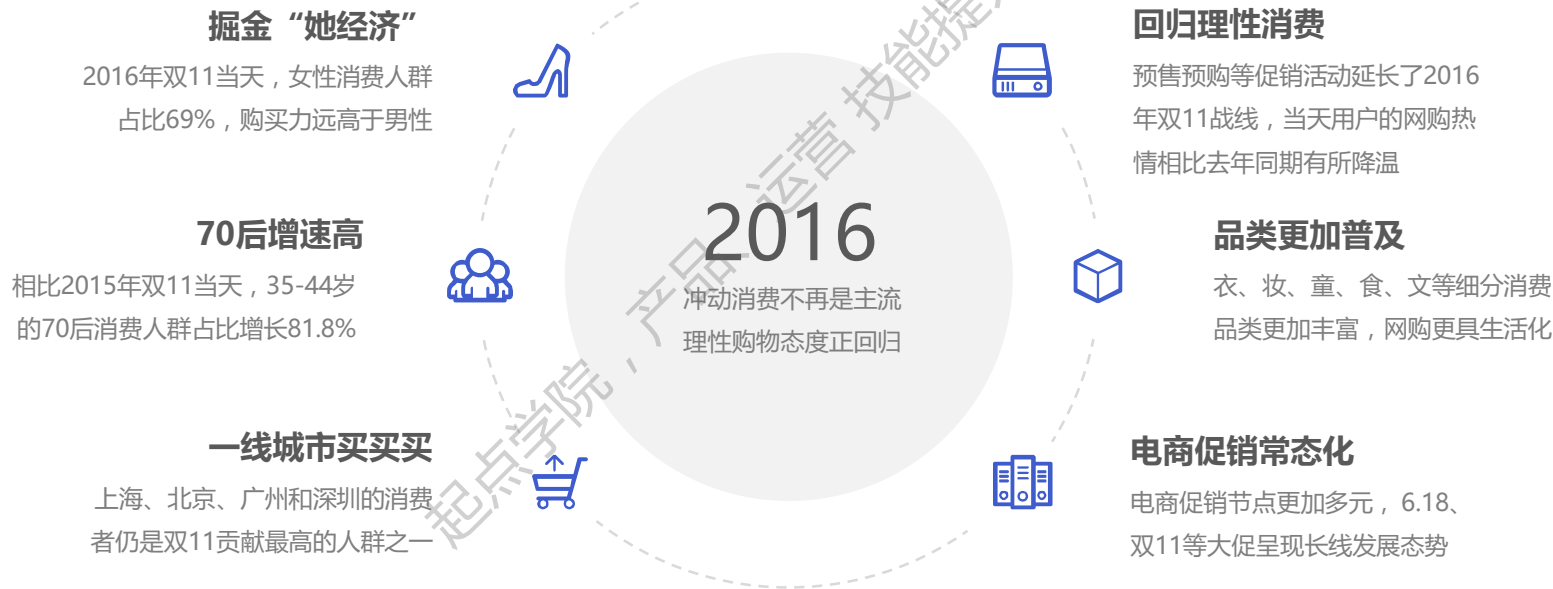 掘金“她经济”
2016年双11当天，女性消费人群
占比69%，购买力远高于男性
70后增速高
相比2015年双11当天，35-44岁
的70后消费人群占比增长81.8%
一线城市买买买
上海、北京、广州和深圳的消费
者仍是双11贡献最高的人群之一
2016
冲动消费不再是主流
理性购物态度正回归
回归理性消费
预售预购等促销活动延长了2016
年双11战线，当天用户的网购热
情相比去年同期有所降温
品类更加普及
衣、妆、童、食、文等细分消费
品类更加丰富，网购更具生活化
电商促销常态化
电商促销节点更加多元，6.18、
双11等大促呈现长线发展态势
起点学院，产品、运营 技能提